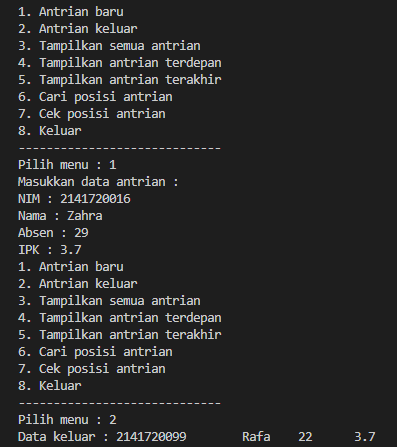 1. Antrian baru
2. Antrian keluar
3. Tampilkan semua antrian
4. Tampilkan antrian terdepan
5. Tampilkan antrian terakhir
6. Cari posisi antrian
7. Cek posisi antrian
8. Keluar
-----------------------------
Pilih menu : 1
Masukkan data antrian :
NIM : 2141720016
Nama : Zahra
Absen : 29
IPK : 3.7
1. Antrian baru
2. Antrian keluar
3. Tampilkan semua antrian
4. Tampilkan antrian terdepan
5. Tampilkan antrian terakhir
6. Cari posisi antrian
7. Cek posisi antrian
8. Keluar
-----------------------------
Pilih menu : 2
Data keluar : 2141720099        Rafa    22      3.7